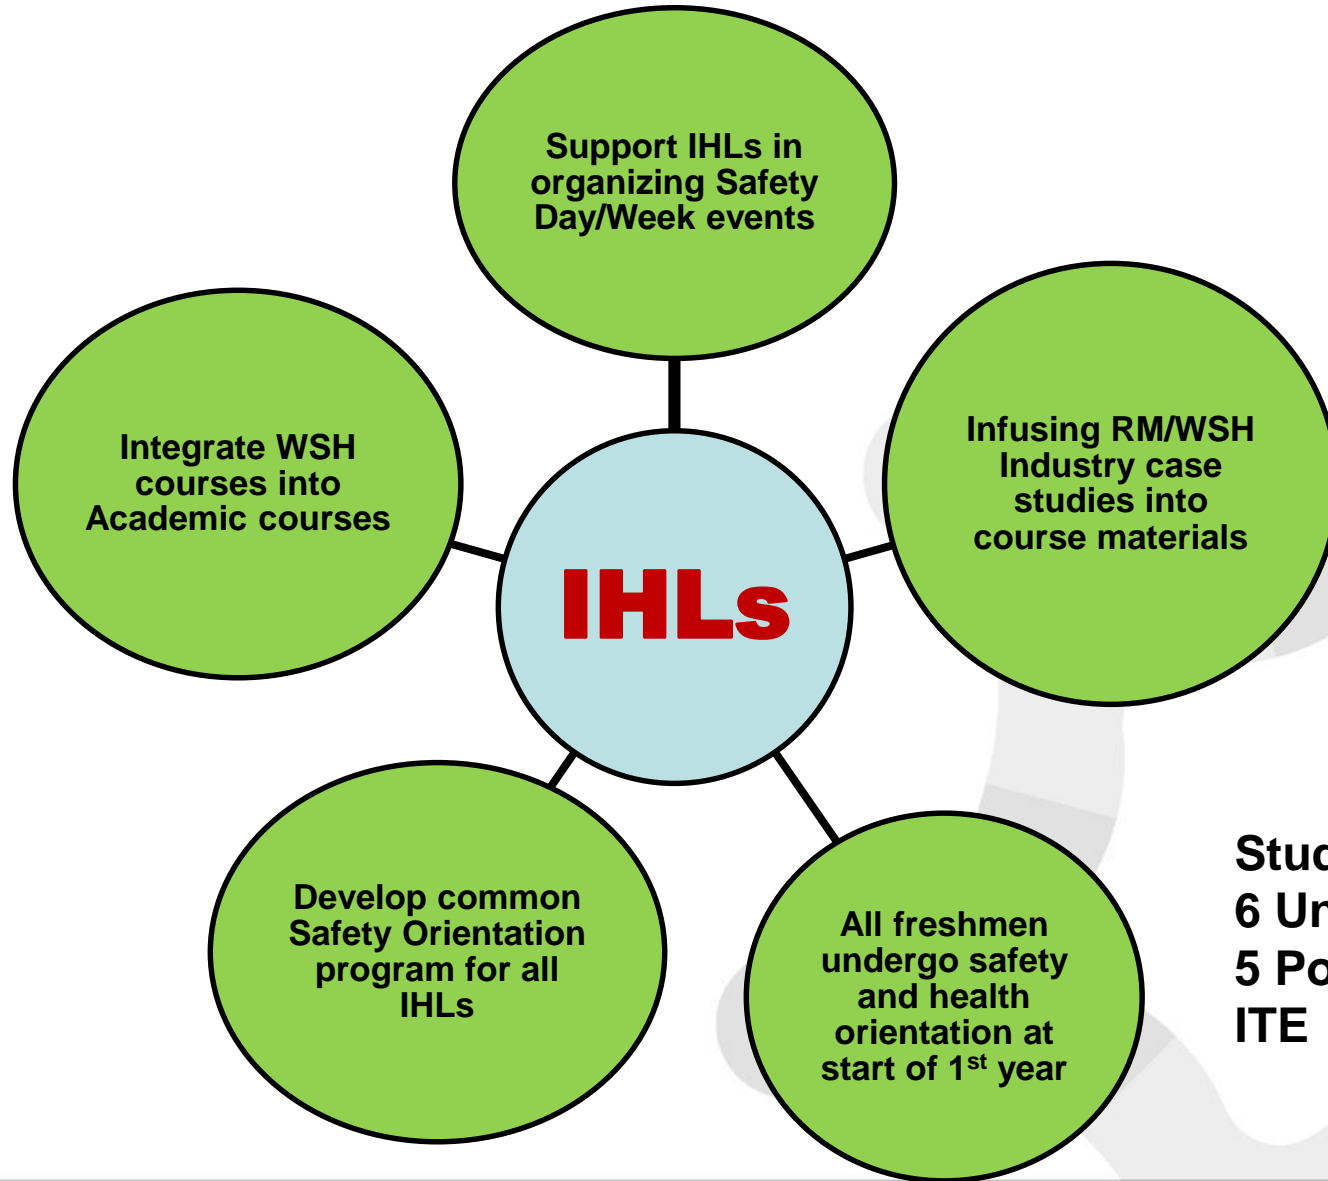 Support IHLs in
organizing Safety
Day/Week events
Integrate WSH
courses into
Academic courses
Infusing RM/WSH
Industry case
studies into
course materials
IHLs
Develop common
Safety Orientation
program for all
IHLs
All freshmen
undergo safety
and health
orientation at
start of 1st year
6
5
ITE